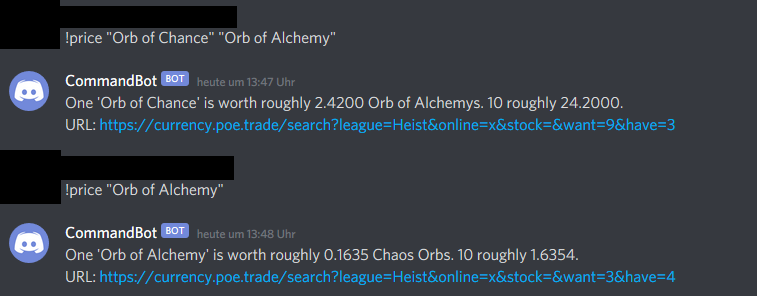 !price "Orb of Chance" "Orb of Alchemy"
CommandBot BOT heute um 13:47 Uhr
One 'Orb of Chance' is worth roughly 2.4200 Orb of Alchemys. 10 roughly 24.2000.
URL: https://currency.poe.trade/search?league=Heist&online=x&stock=&want=9&have=3
!price "Orb of Alchemy"
CommandBot BOT heute um 13:48 Uhr
One 'Orb of Alchemy' is worth roughly 0.1635 Chaos Orbs. 10 roughly 1.6354.
URL: https://currency.poe.trade/search?league=Heist&online=x&stock=&want=3&have=4